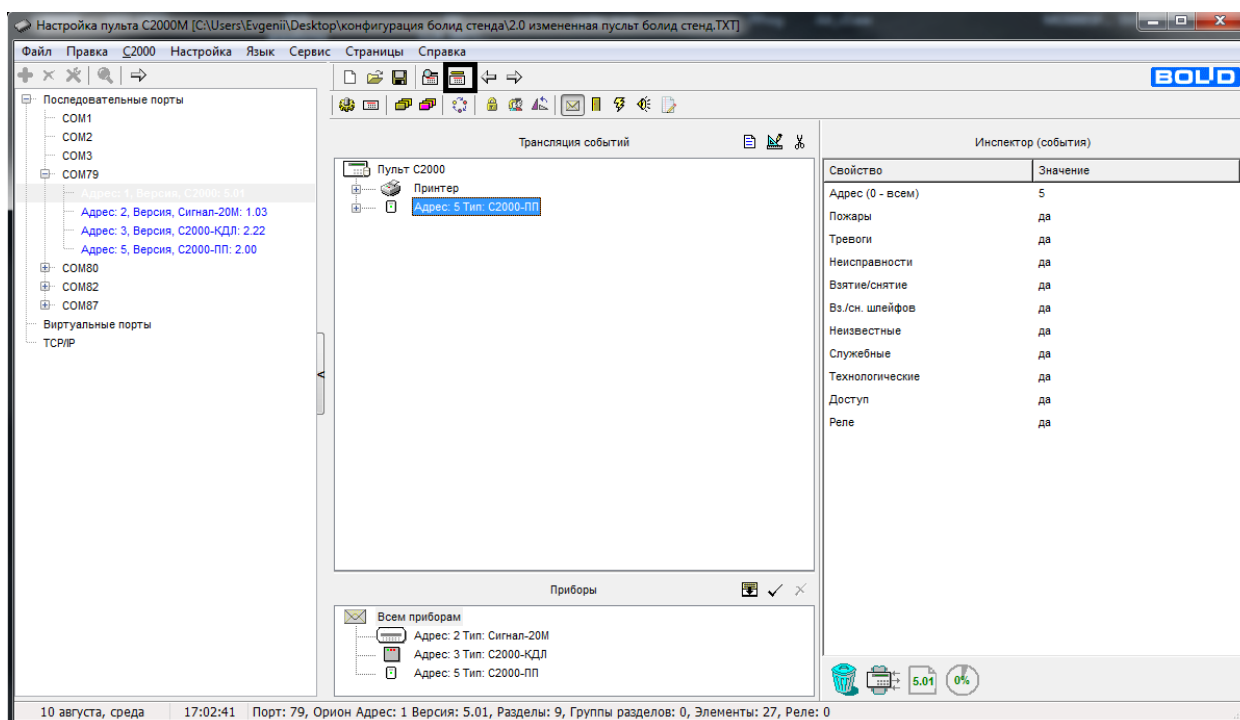 Настройка пульта C2000M [C:\Users\Evgenii\Desktop\конфигурация болид стенда\2.0 измененная пусльт болид стенд.TXT]
Файл Правка C2000 Настройка Язык Сервис Страницы Справка
BOLID
Последовательные порты
COM1
COM2
COM3
COM79
Адрес: 1, Версия, С2000: 5.01
Адрес: 2, Версия, Сигнал-20М: 1.03
Адрес: 3, Версия, С2000-КДЛ: 2.22
Адрес: 5, Версия, С2000-ПП: 2.00
COM80
COM82
COM87
Виртуальные порты
TCP/IP
<
Трансляция событий
Пульт С2000
Принтер
Адрес: 5 Тип: С2000-ПП
Приборы
Всем приборам
Адрес: 2 Тип: Сигнал-20М
Адрес: 3 Тип: С2000-КДЛ
Адрес: 5 Тип: С2000-ПП
Инспектор (события)
Свойство Значение
Адрес (0 - всем) 5
Пожары да
Тревоги да
Неисправности да
Взятие/снятие да
Вз./сн. шлейфов да
Неизвестные да
Служебные да
Технологические да
Доступ да
Реле да
5.01 0%
10 августа, среда 17:02:41 Порт: 79, Орион Адрес: 1 Версия: 5.01, Разделы: 9, Группы разделов: 0, Элементы: 27, Реле: 0